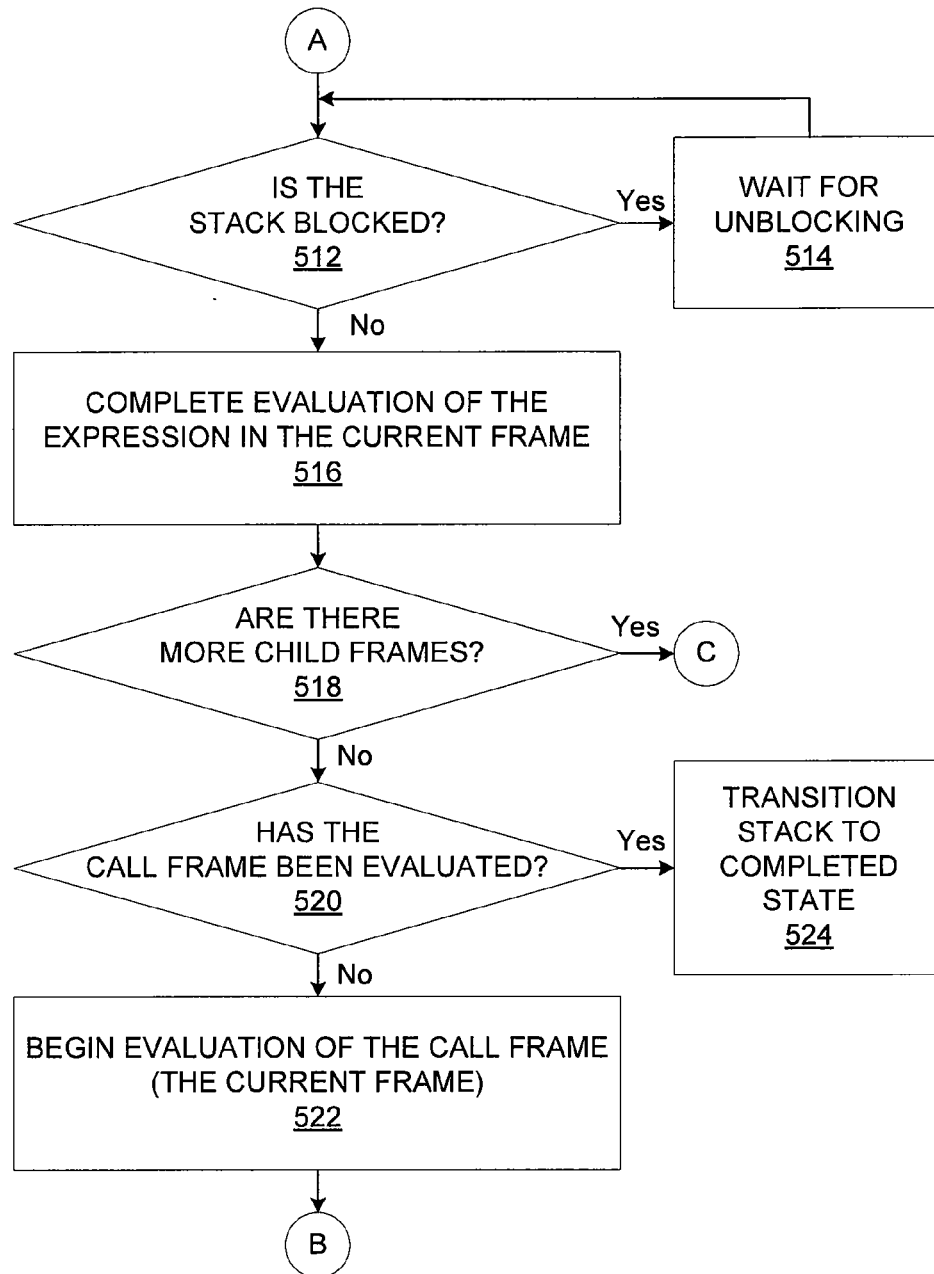 A
IS THE
STACK BLOCKED?
512
Yes
WAIT FOR
UNBLOCKING
514
No
COMPLETE EVALUATION OF THE
EXPRESSION IN THE CURRENT FRAME
516
ARE THERE
MORE CHILD FRAMES?
518
Yes
C
No
HAS THE
CALL FRAME BEEN EVALUATED?
520
Yes
TRANSITION
STACK TO
COMPLETED
STATE
524
No
BEGIN EVALUATION OF THE CALL FRAME
(THE CURRENT FRAME)
522
B